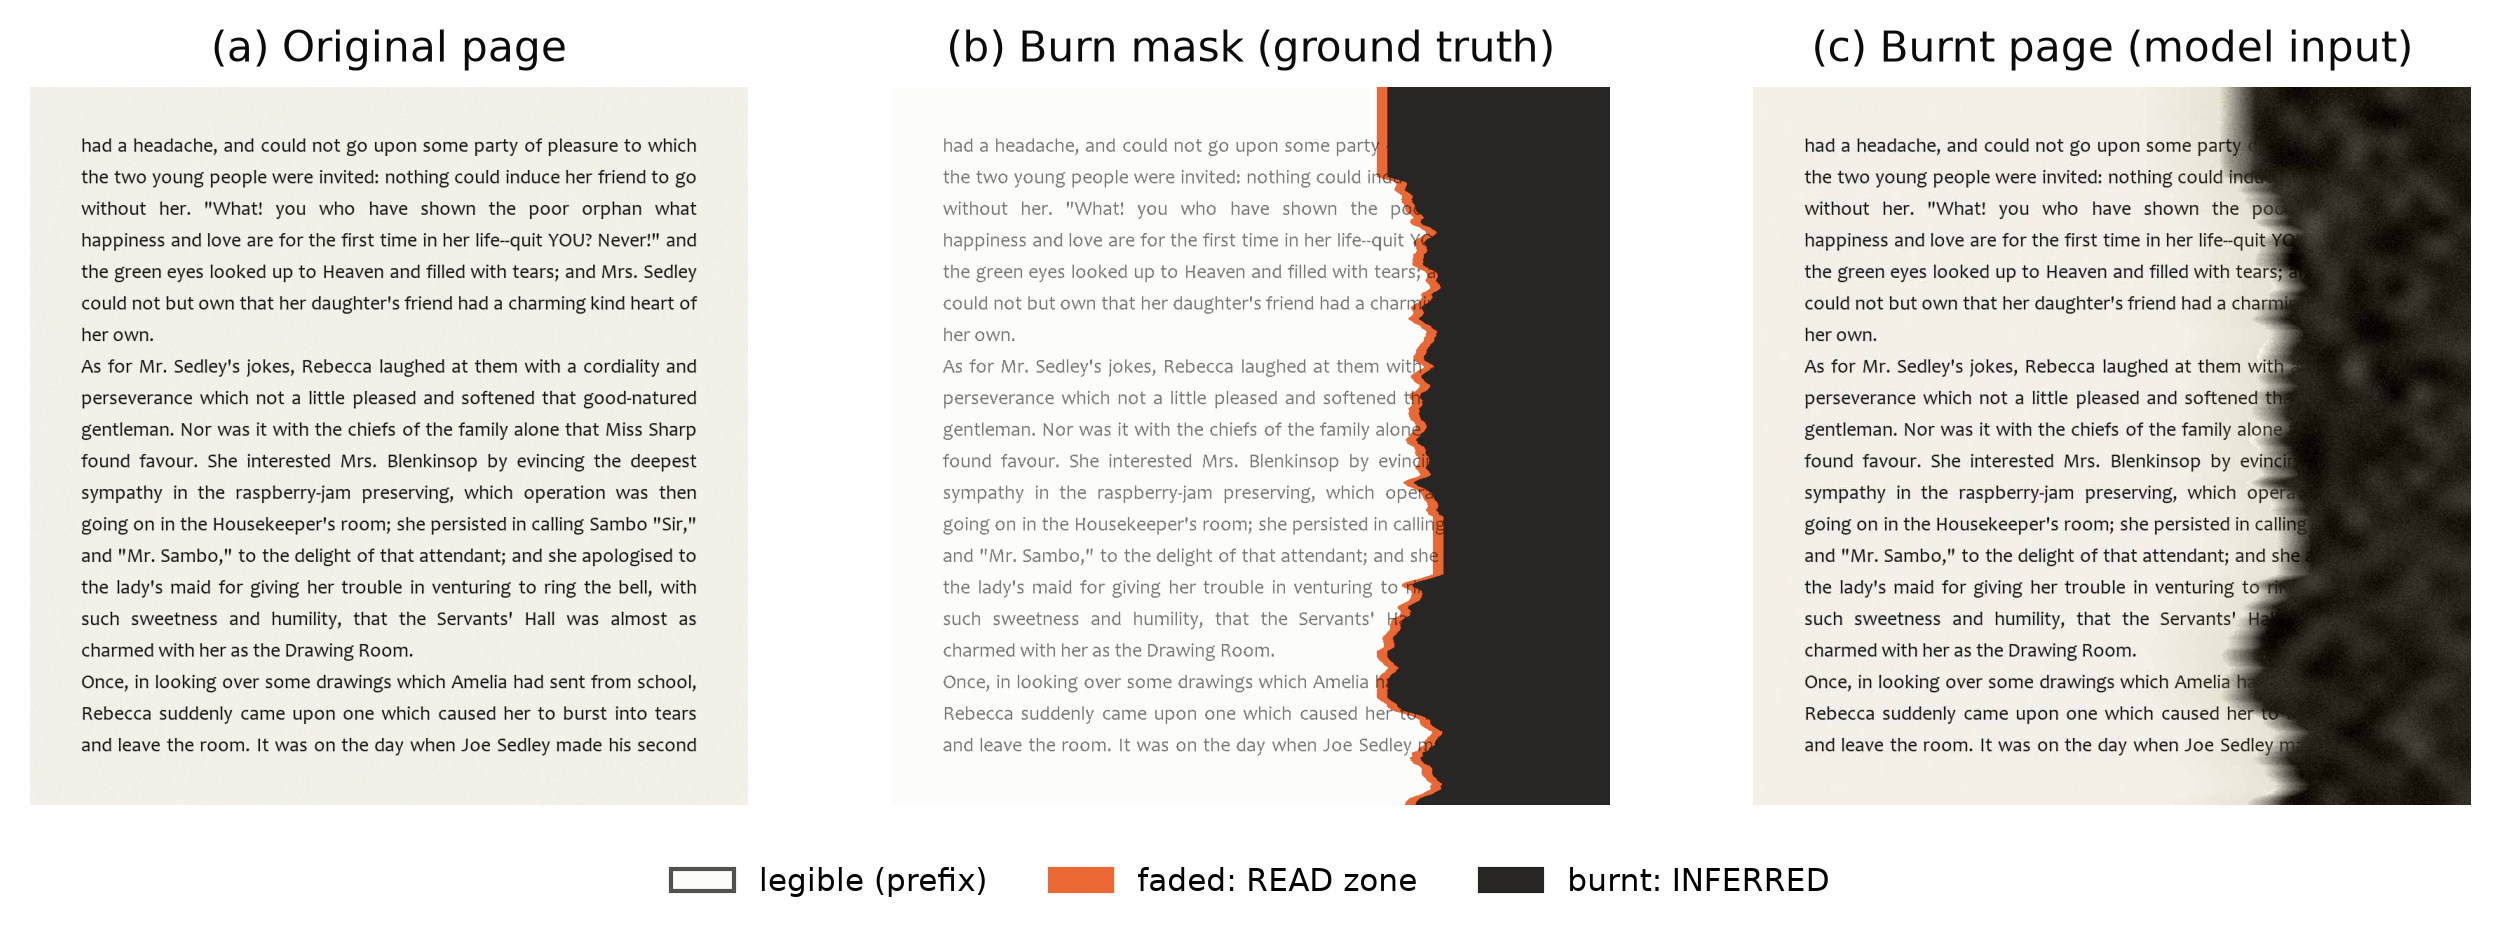 (a) Original page
had a headache, and could not go upon some party of pleasure to which
the two young people were invited: nothing could induce her friend to go
without her. "What! you who have shown the poor orphan what
happiness and love are for the first time in her life--quit YOU? Never!" and
the green eyes looked up to Heaven and filled with tears; and Mrs. Sedley
could not but own that her daughter's friend had a charming kind heart of
her own.
As for Mr. Sedley's jokes, Rebecca laughed at them with a cordiality and
perseverance which not a little pleased and softened that good-natured
gentleman. Nor was it with the chiefs of the family alone that Miss Sharp
found favour. She interested Mrs. Blenkinsop by evincing the deepest
sympathy in the raspberry-jam preserving, which operation was then
going on in the Housekeeper's room; she persisted in calling Sambo "Sir,"
and "Mr. Sambo," to the delight of that attendant; and she apologised to
the lady's maid for giving her trouble in venturing to ring the bell, with
such sweetness and humility, that the Servants' Hall was almost as
charmed with her as the Drawing Room.
Once, in looking over some drawings which Amelia had sent from school,
Rebecca suddenly came upon one which caused her to burst into tears
and leave the room. It was on the day when Joe Sedley made his second
(b) Burn mask (ground truth)
had a headache, and could not go upon some party
the two young people were invited: nothing could
without her. "What! you who have shown the
happiness and love are for the first time in her life--quit
the green eyes looked up to Heaven and filled with tears;
could not but own that her daughter's friend had a
her own.
As for Mr. Sedley's jokes, Rebecca laughed at them with
perseverance which not a little pleased and softened
gentleman. Nor was it with the chiefs of the family alone
found favour. She interested Mrs. Blenkinsop by
sympathy in the raspberry-jam preserving, which
going on in the Housekeeper's room; she persisted in calling
and "Mr. Sambo," to the delight of that attendant; and she
the lady's maid for giving her trouble in venturing to
such sweetness and humility, that the Servants'
charmed with her as the Drawing Room.
Once, in looking over some drawings which Amelia
Rebecca suddenly came upon one which caused her to
and leave the room. It was on the day when Joe Sedley
(c) Burnt page (model input)
had a headache, and could not go upon some party
the two young people were invited: nothing could
without her. "What! you who have shown the
happiness and love are for the first time in her life--quit
the green eyes looked up to Heaven and filled with tears;
could not but own that her daughter's friend had a
her own.
As for Mr. Sedley's jokes, Rebecca laughed at them with
perseverance which not a little pleased and softened
gentleman. Nor was it with the chiefs of the family alone
found favour. She interested Mrs. Blenkinsop by
sympathy in the raspberry-jam preserving, which
going on in the Housekeeper's room; she persisted in calling
and "Mr. Sambo," to the delight of that attendant; and she
the lady's maid for giving her trouble in venturing to
such sweetness and humility, that the Servants'
charmed with her as the Drawing Room.
Once, in looking over some drawings which Amelia
Rebecca suddenly came upon one which caused her to
and leave the room. It was on the day when Joe Sedley
legible (prefix)
faded: READ zone
burnt: INFERRED